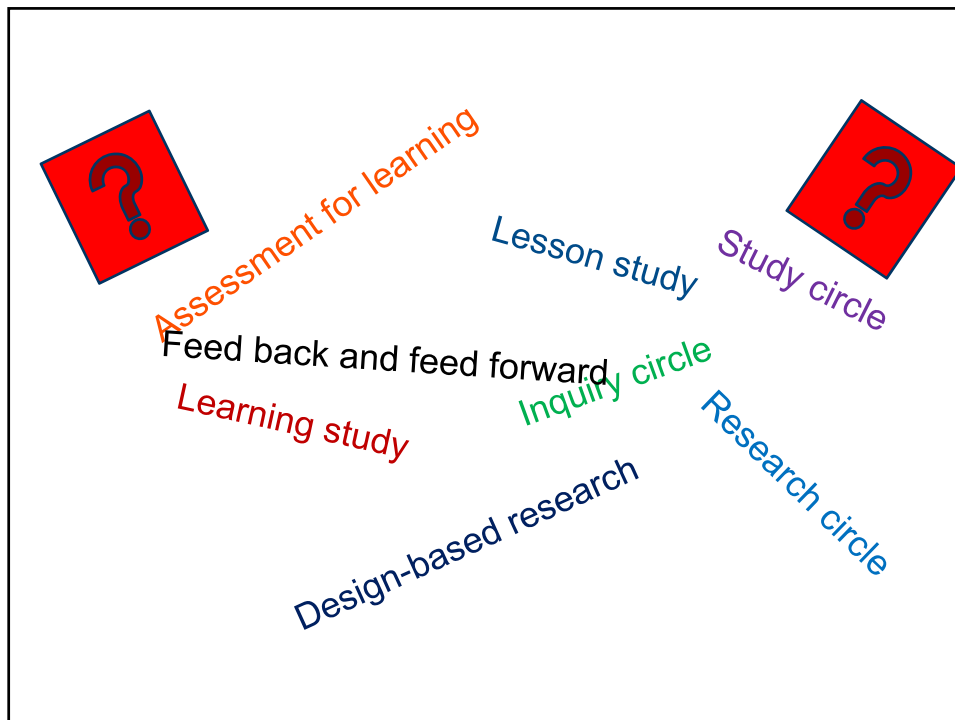 ?
?
Assessment for learning
Lesson study
Study circle
Feed back and feed forward
Inquiry circle
Learning study
Research circle
Design-based research